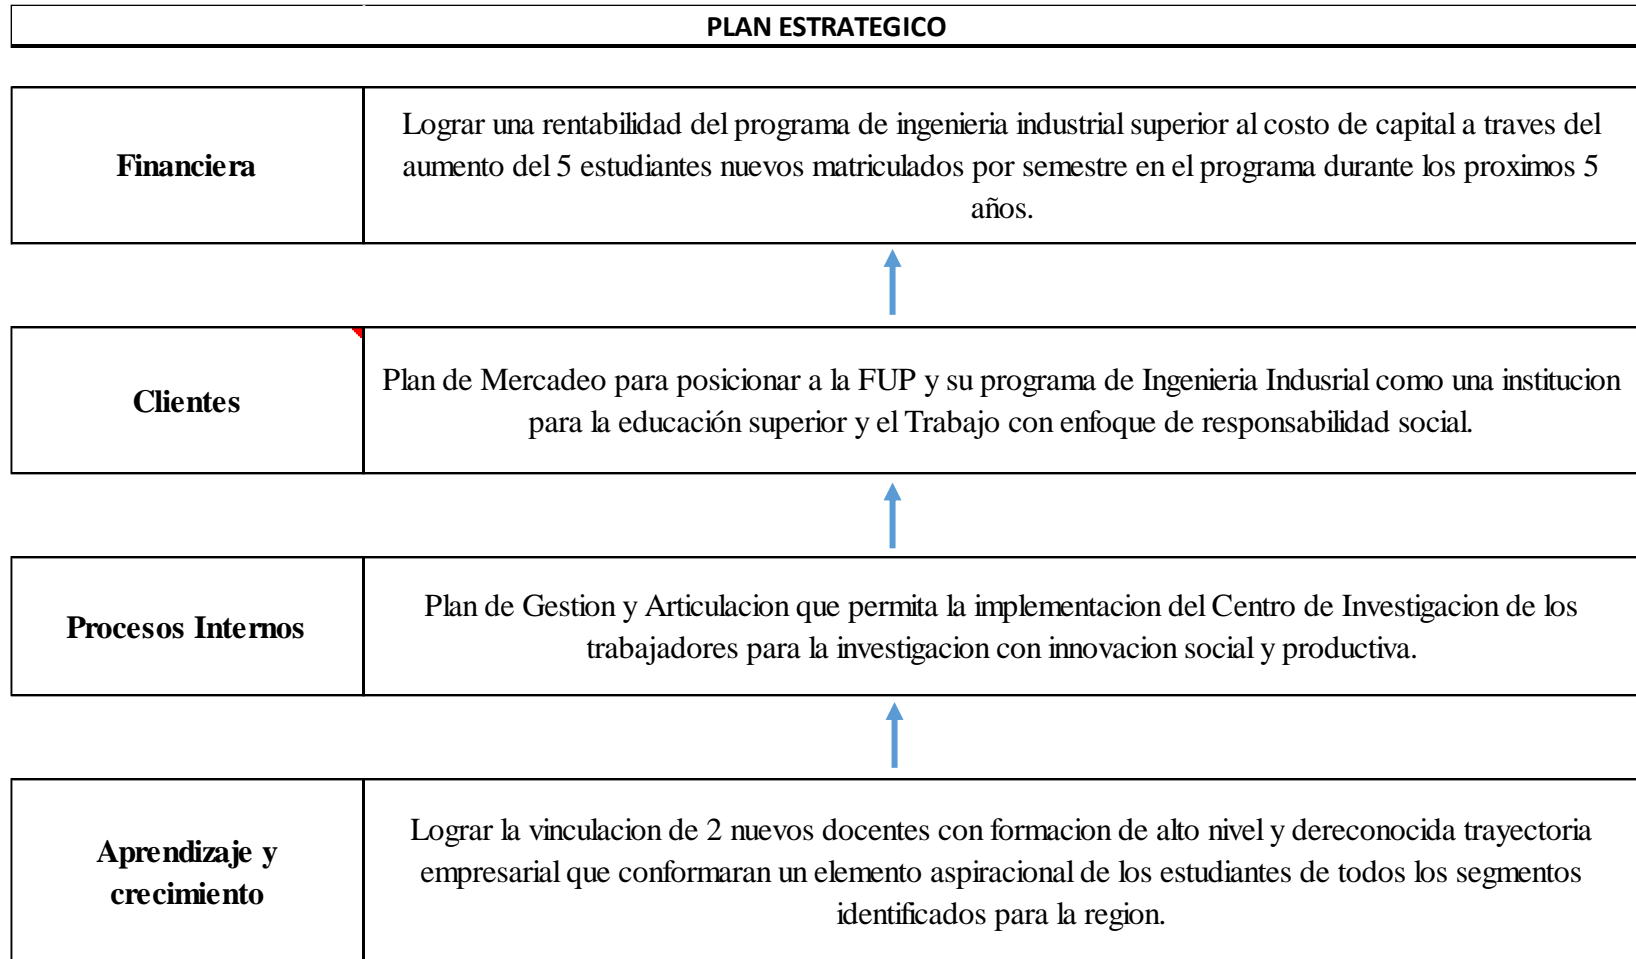 PLAN ESTRATEGICO
Financiera
Lograr una rentabilidad del programa de ingenieria industrial superior al costo de capital a traves del
aumento del 5 estudiantes nuevos matriculados por semestre en el programa durante los proximos 5
años.
Clientes
Plan de Mercadeo para posicionar a la FUP y su programa de Ingenieria Indusrial como una institucion
para la educación superior y el Trabajo con enfoque de responsabilidad social.
Procesos Internos
Plan de Gestion y Articulacion que permita la implementacion del Centro de Investigacion de los
trabajadores para la investigacion con innovacion social y productiva.
Aprendizaje y
crecimiento
Lograr la vinculacion de 2 nuevos docentes con formacion de alto nivel y dereconocida trayectoria
empresarial que conformaran un elemento aspiracional de los estudiantes de todos los segmentos
identificados para la region.